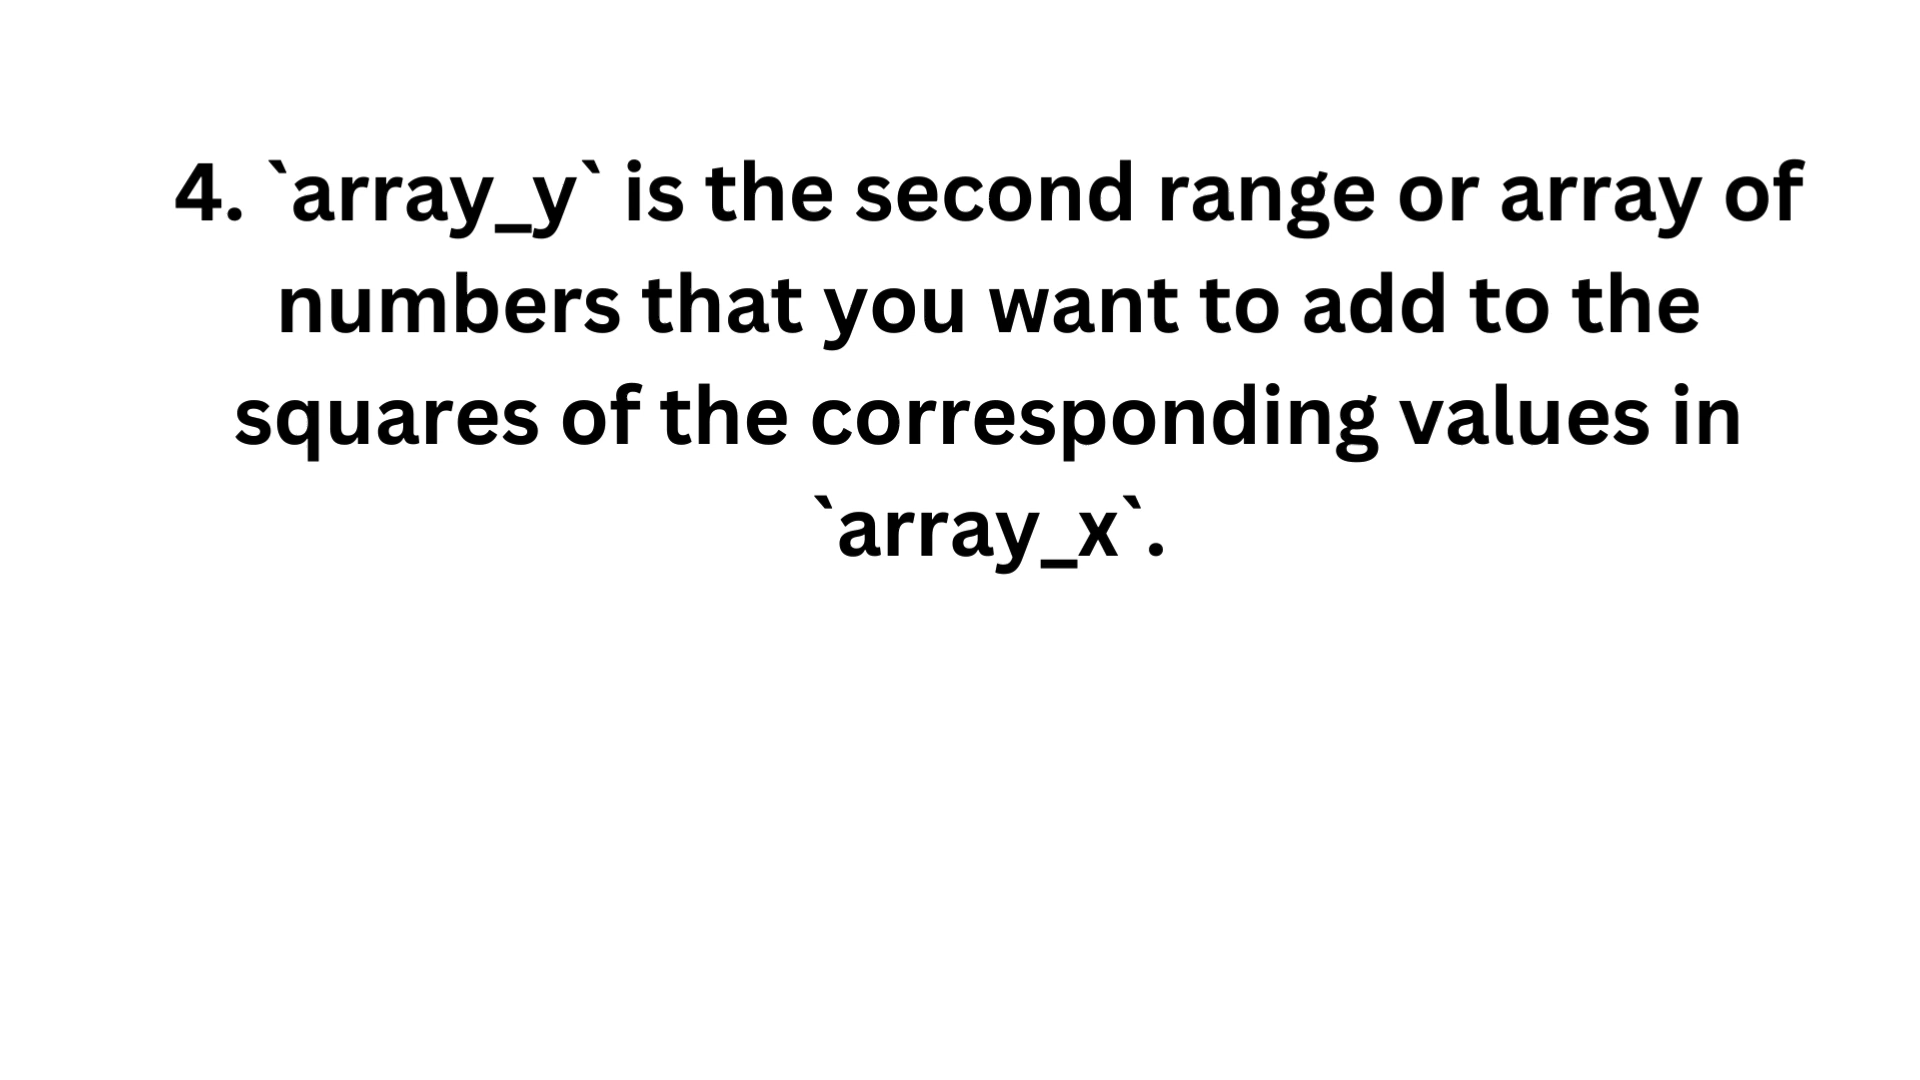 4. `array_y` is the second range or array of
numbers that you want to add to the
squares of the corresponding values in
`array_x`.